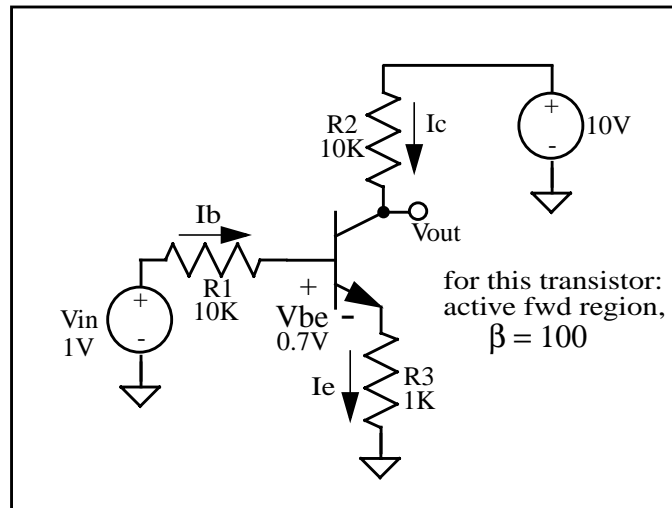 R2
10K
Ic
+
-
10V
Vout
Ib
R1
10K
Vin
1V
+
-
+
Vbe -
0.7V
for this transistor:
active fwd region,
β = 100
Ie
R3
1K